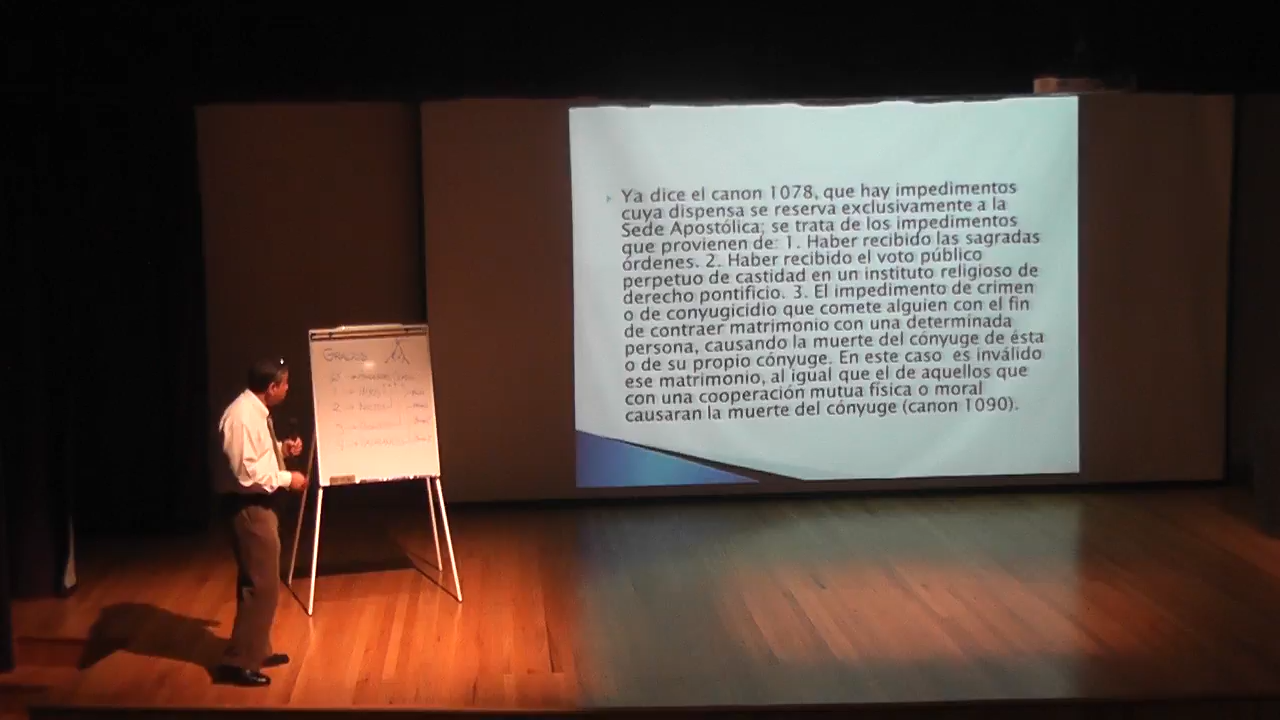 Ya dice el canon 1078, que hay impedimentos
cuya dispensa se reserva exclusivamente a la
Sede Apostólica; se trata de los impedimentos
que provienen de: 1. Haber recibido las sagradas
órdenes. 2. Haber recibido el voto público
perpetuo de castidad en un instituto religioso de
derecho pontificio. 3. El impedimento de crimen
o de conyugicidio que comete alguien con el fin
de contraer matrimonio con una determinada
persona, causando la muerte del cónyuge de ésta
o de su propio cónyuge. En este caso es inválido
ese matrimonio, al igual que el de aquellos que
con una cooperación mutua física o moral
causaran la muerte del cónyuge (canon 1090).